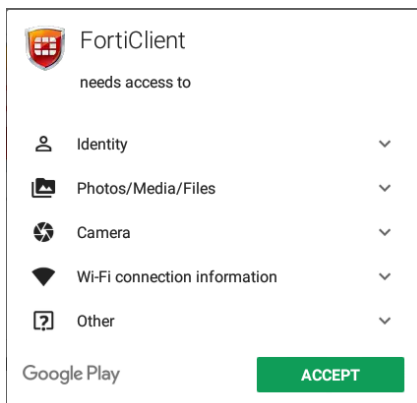 FortiClient
needs access to
Identity
Photos/Media/Files
Camera
Wi-Fi connection information
Other
Google Play
ACCEPT